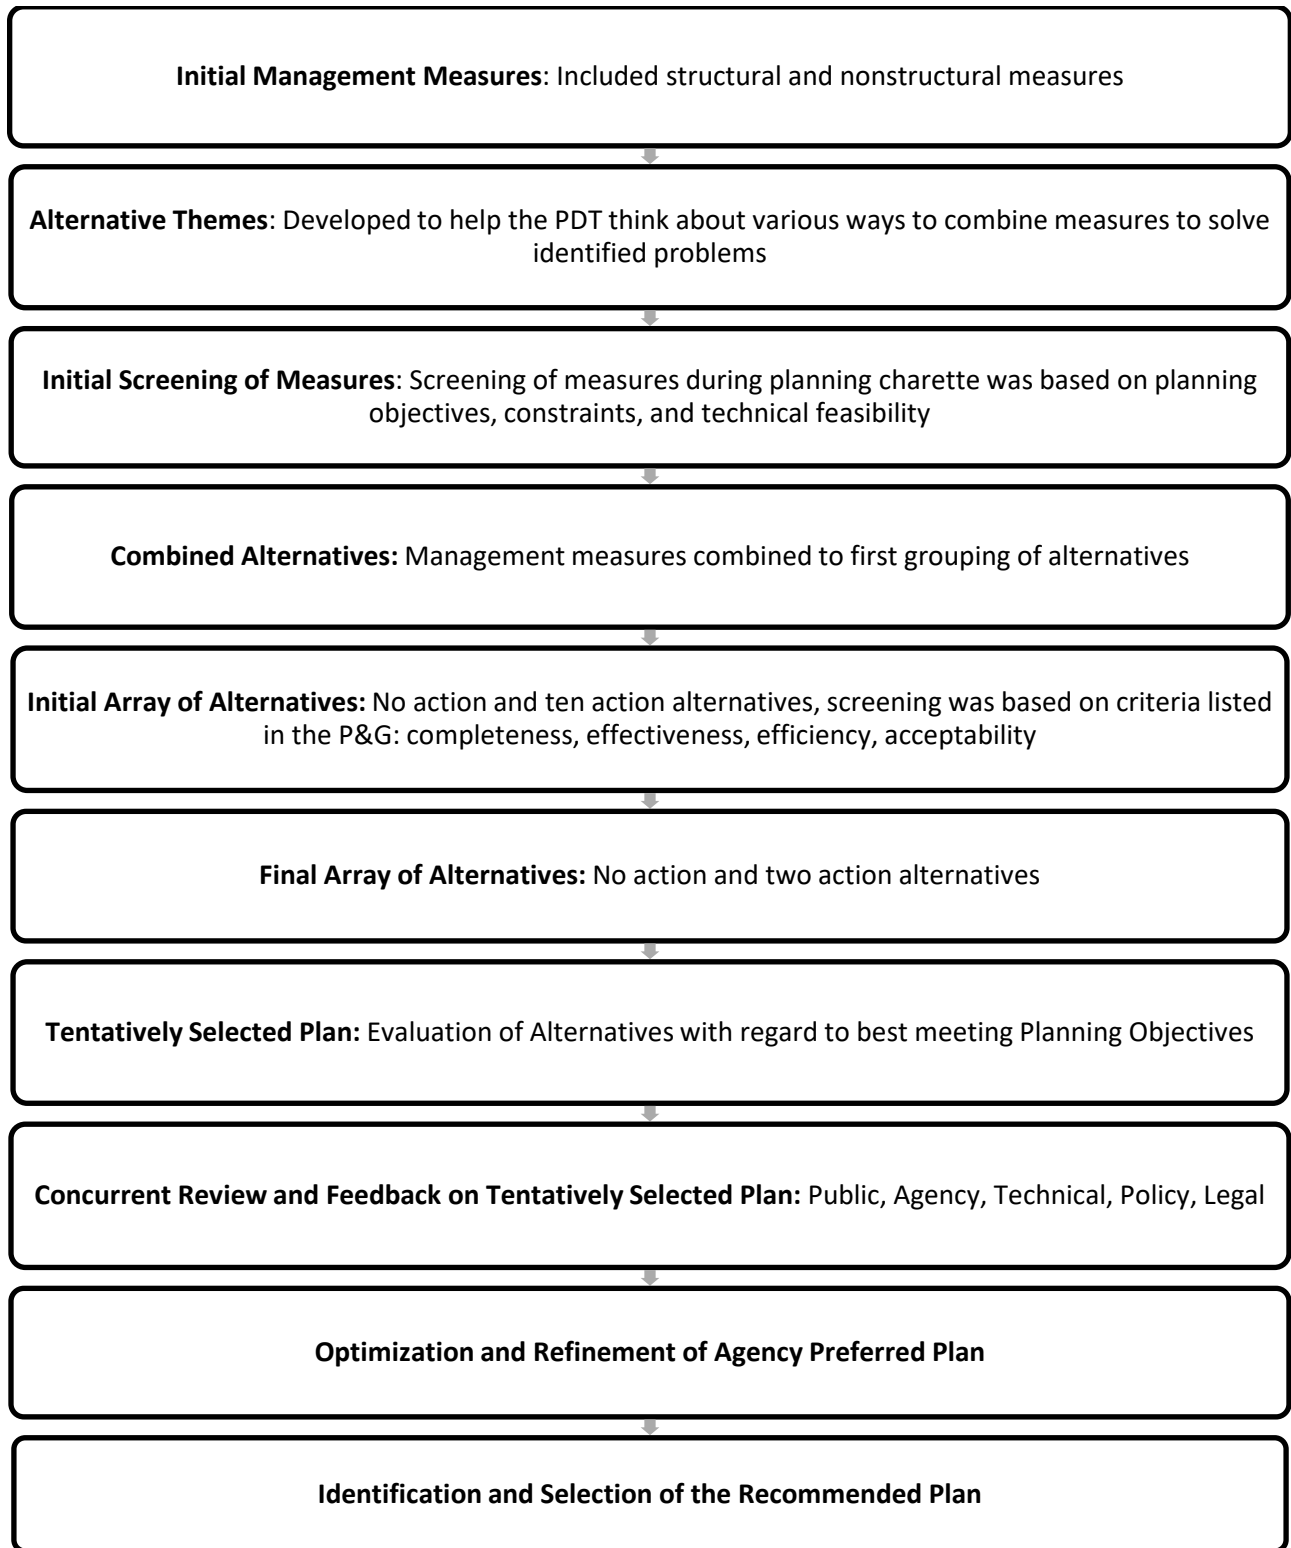 Initial Management Measures: Included structural and nonstructural measures
Alternative Themes: Developed to help the PDT think about various ways to combine measures to solve
identified problems
Initial Screening of Measures: Screening of measures during planning charette was based on planning
objectives, constraints, and technical feasibility
Combined Alternatives: Management measures combined to first grouping of alternatives
Initial Array of Alternatives: No action and ten action alternatives, screening was based on criteria listed
in the P&G: completeness, effectiveness, efficiency, acceptability
Final Array of Alternatives: No action and two action alternatives
Tentatively Selected Plan: Evaluation of Alternatives with regard to best meeting Planning Objectives
Concurrent Review and Feedback on Tentatively Selected Plan: Public, Agency, Technical, Policy, Legal
Optimization and Refinement of Agency Preferred Plan
Identification and Selection of the Recommended Plan